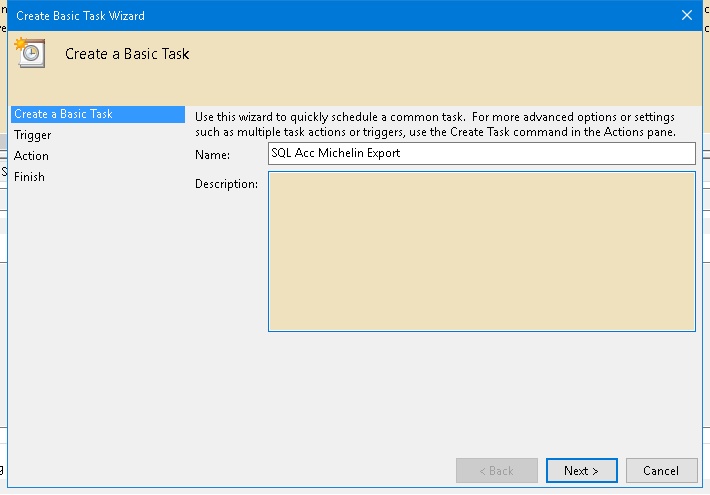 Create Basic Task Wizard
Create a Basic Task
Create a Basic Task
Trigger
Action
Finish
Use this wizard to quickly schedule a common task. For more advanced options or settings
such as multiple task actions or triggers, use the Create Task command in the Actions pane.
Name:
SQL Acc Michelin Export
Description:
< Back
Next >
Cancel